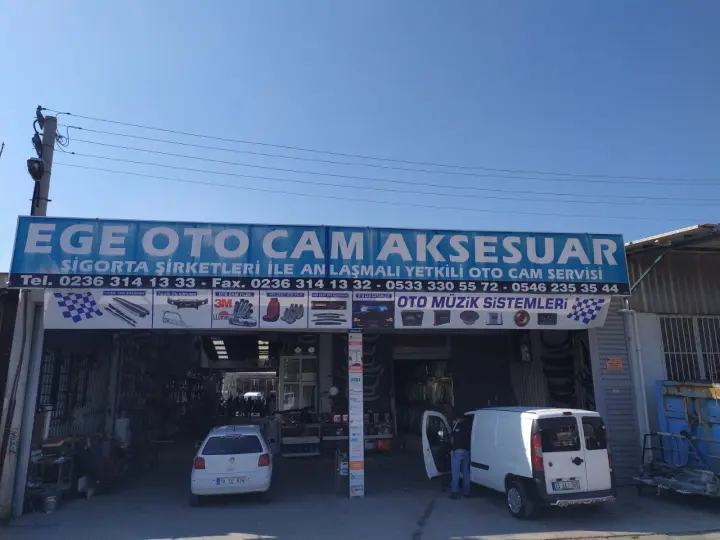 EGE OTO CAM AKSESUAR
SİGORTA ŞİRKETLERİ İLE ANLAŞMALI YETKİLİ OTO CAM SERVİSİ
Tel. 0236 314 13 33 - Fax. 0236 314 13 32 - 0533 330 55 72 - 0546 235 35 44
3M
OTO MÜZİK SİSTEMLERİ